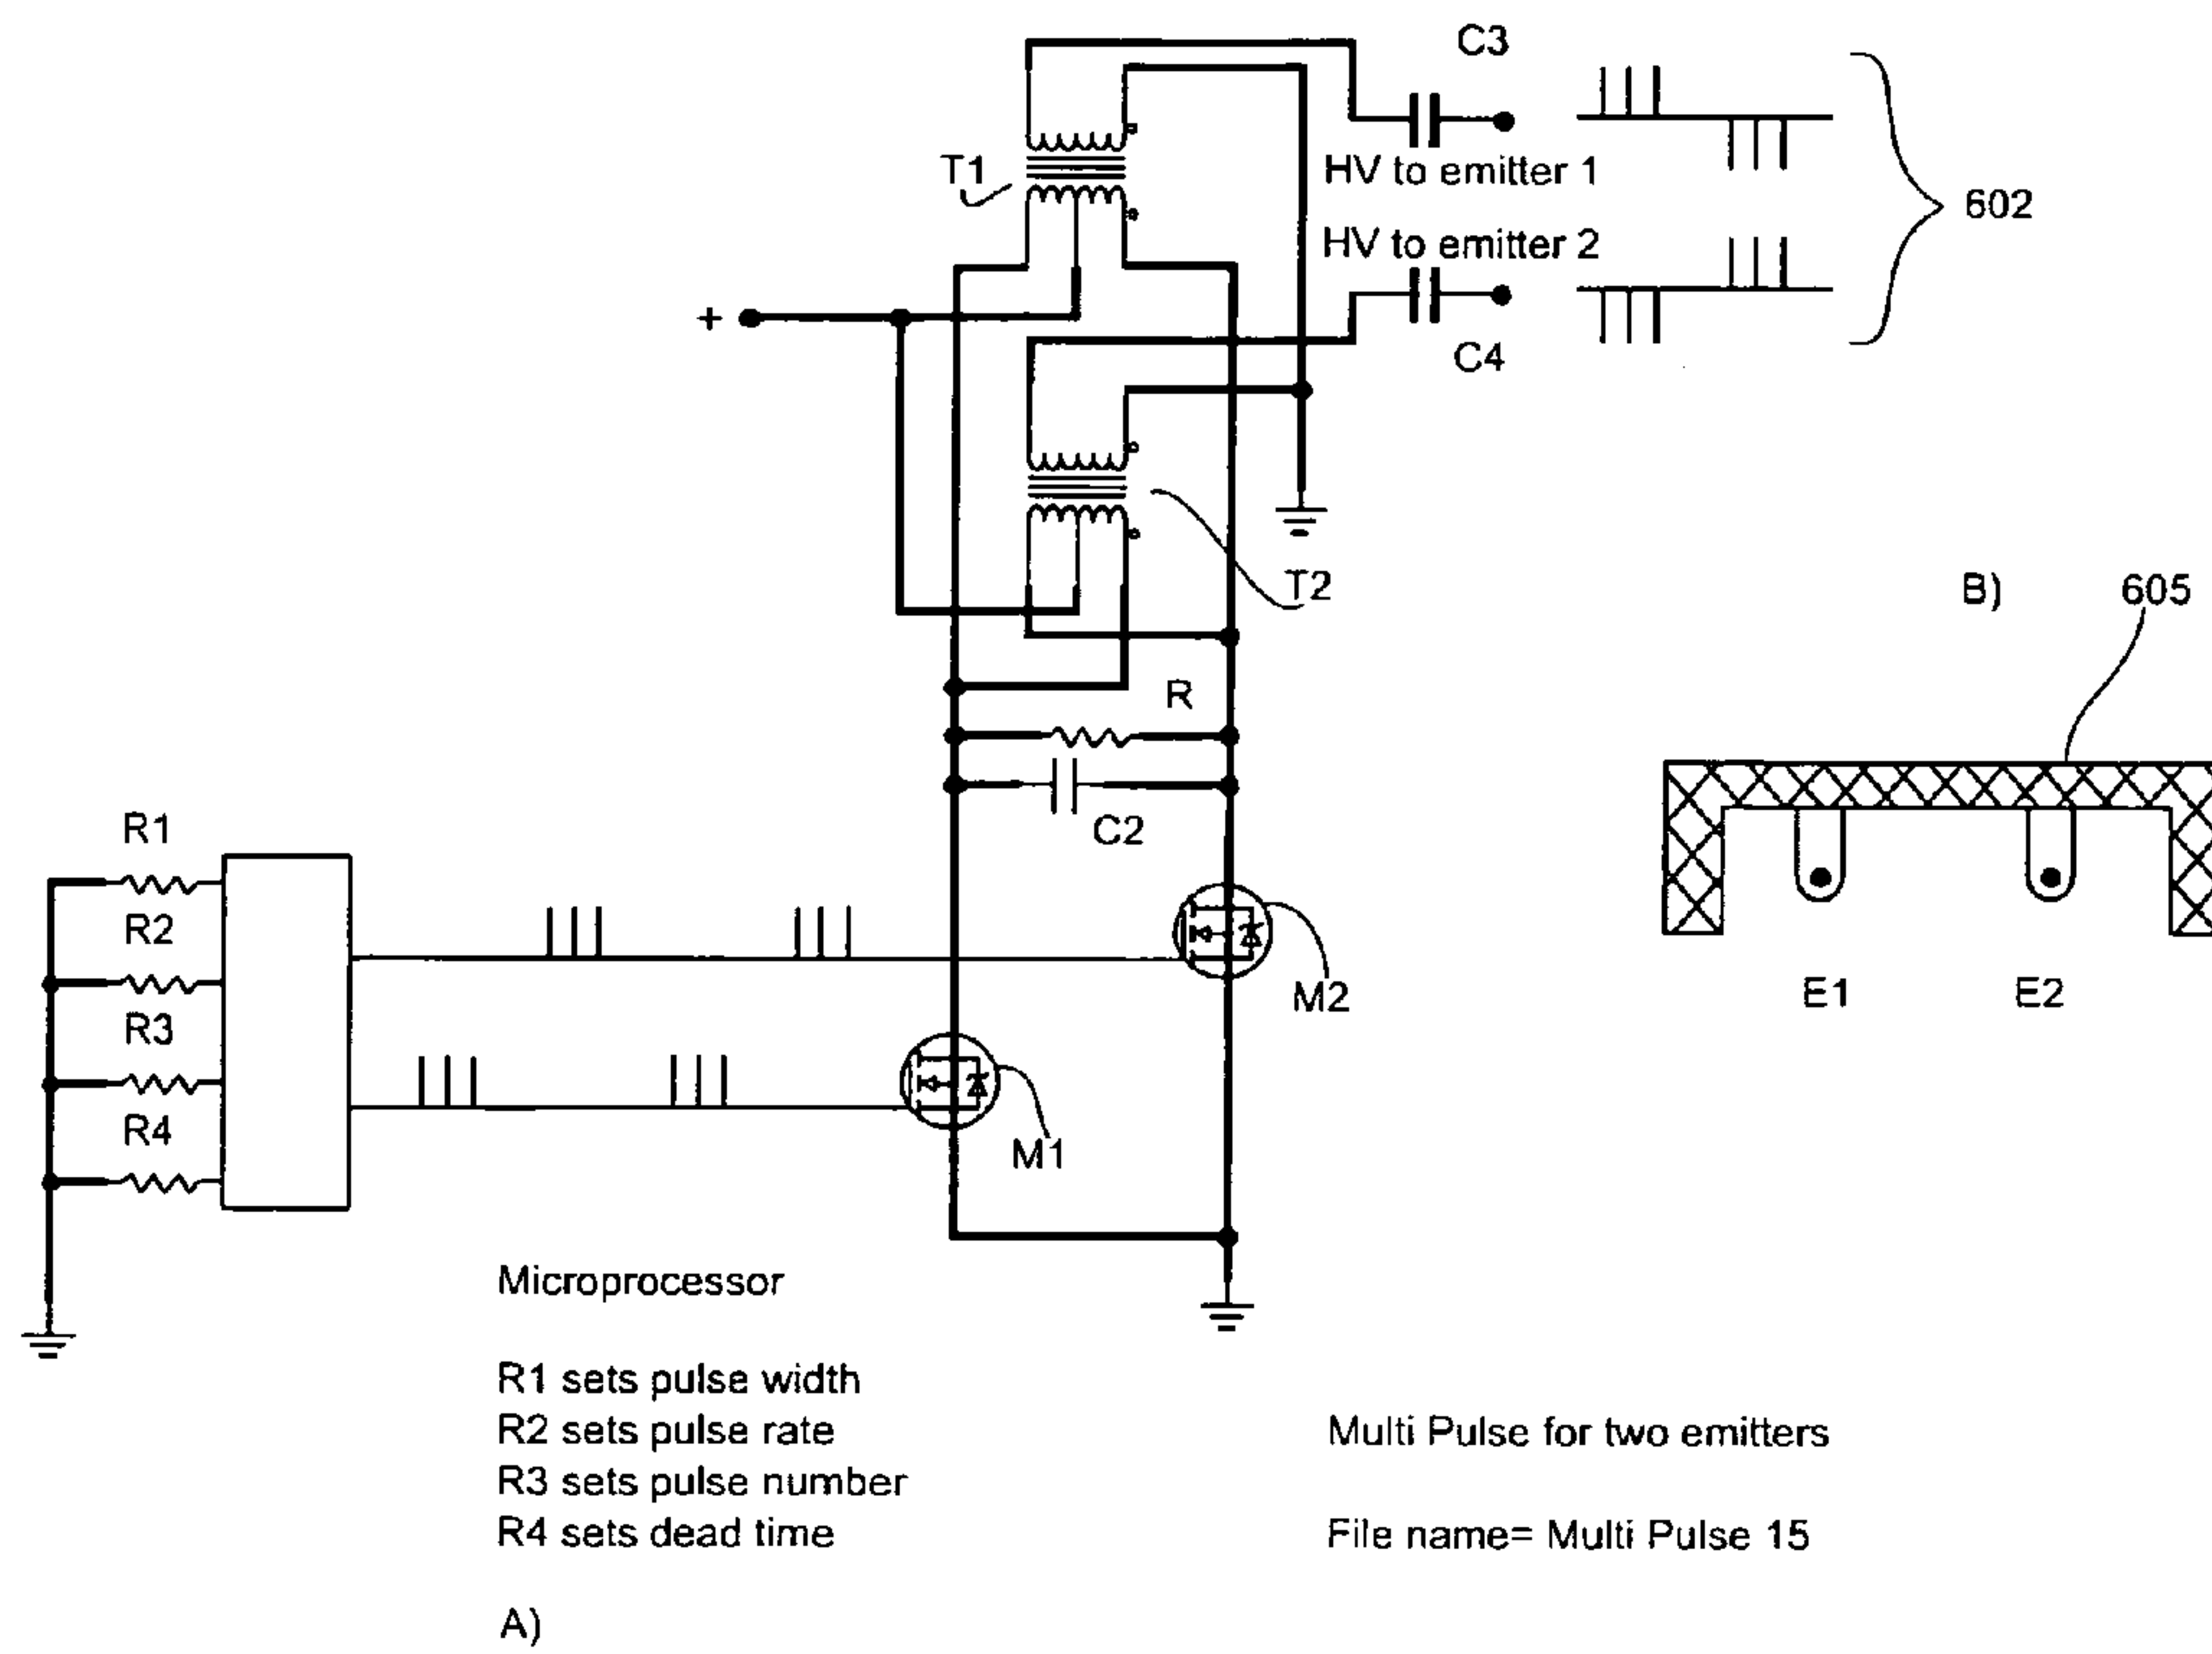 C3
T1
HV to emitter 1
602
HV to emitter 2
+
C4
T2
B)
605
R
C2
R1
R2
R3
R4
M2
M1
E1
E2
Microprocessor
R1 sets pulse width
R2 sets pulse rate
R3 sets pulse number
R4 sets dead time
Multi Pulse for two emitters
File name= Multi Pulse 15
A)